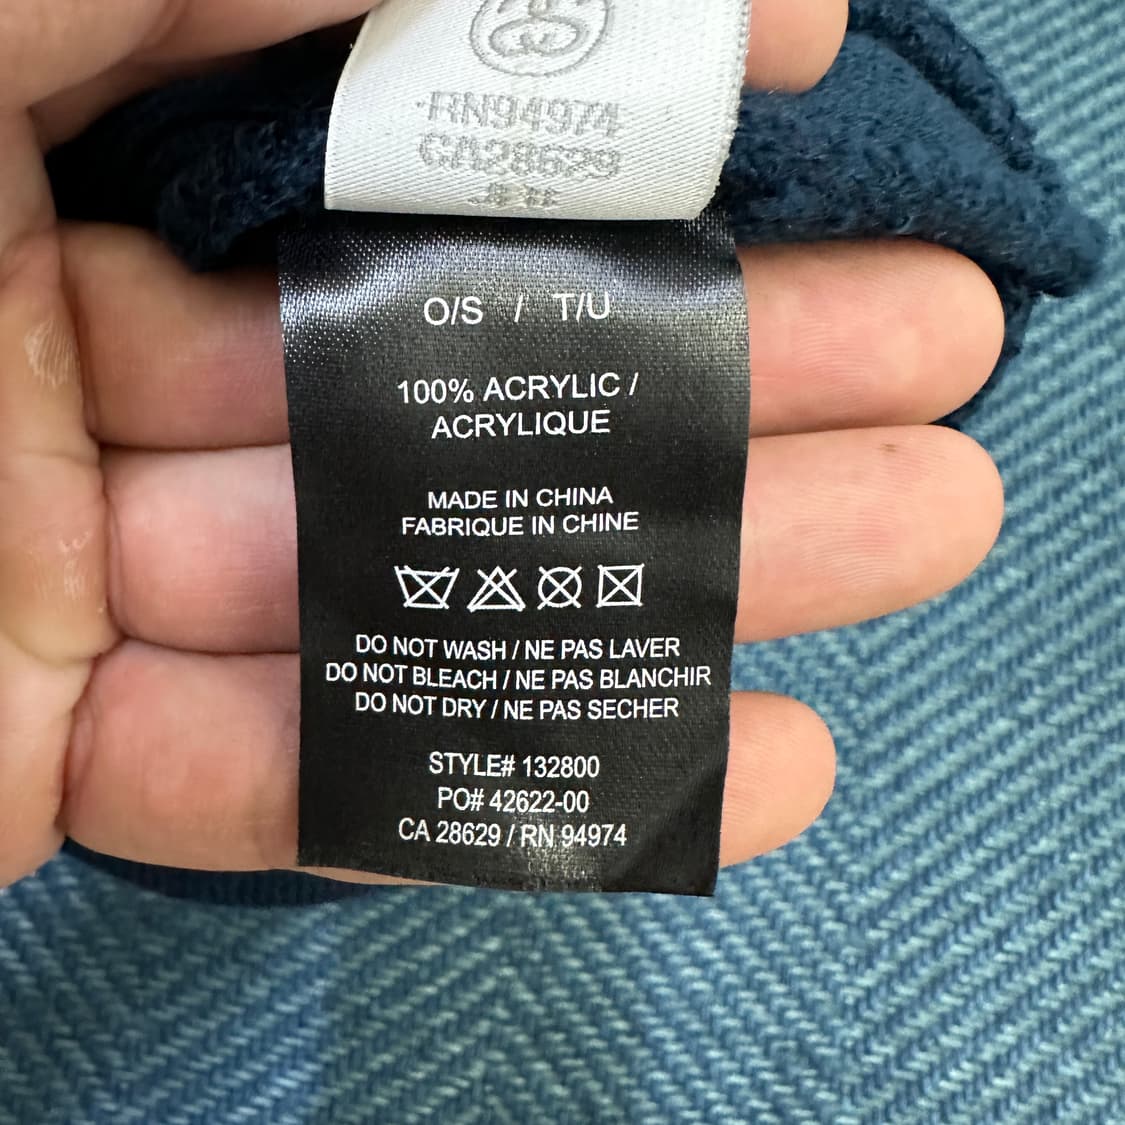 RN94974
CA28629
O/S / T/U
100% ACRYLIC /
ACRYLIQUE
MADE IN CHINA
FABRIQUE IN CHINE
DO NOT WASH / NE PAS LAVER
DO NOT BLEACH / NE PAS BLANCHIR
DO NOT DRY / NE PAS SECHER
STYLE# 132800
PO# 42622-00
CA 28629 / RN 94974